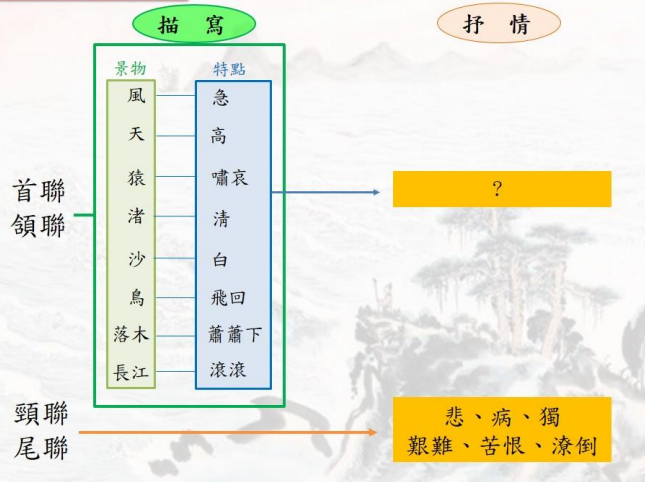 描 寫
抒 情
景物 特點
風 急
天 高
猿 嘯哀
渚 清
沙 白
鳥 飛回
落木 蕭蕭下
長江 滾滾
首聯
頷聯
?
頸聯
尾聯
悲、病、獨
艱難、苦恨、潦倒